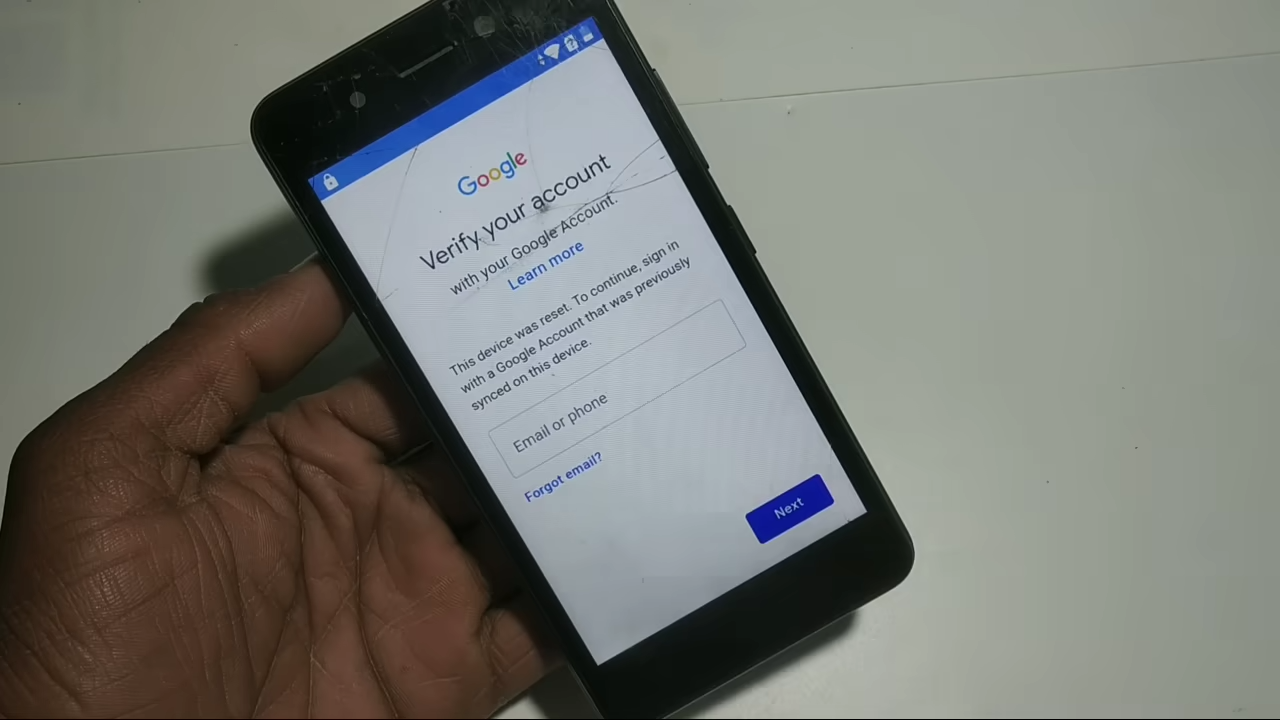 Google
Verify your account
with your Google Account.
Learn more
This device was reset. To continue, sign in
with a Google Account that was previously
synced on this device.
Email or phone
Forgot email?
Next